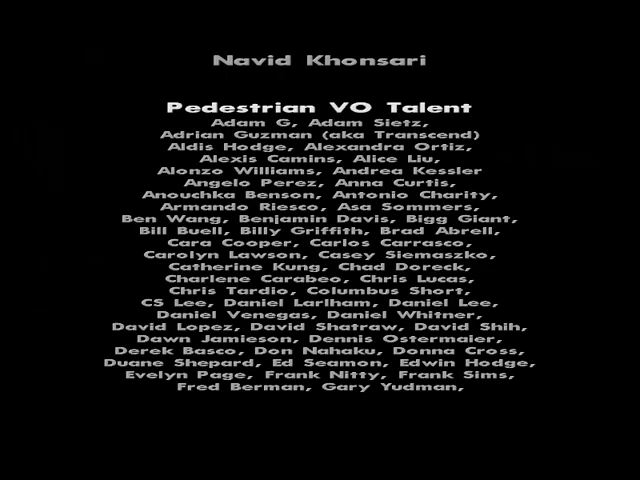 Navid Khonsari
Pedestrian VO Talent
Adam G, Adam Sietz,
Adrian Guzman (aka Transcend)
Aldis Hodge, Alexandra Ortiz,
Alexis Camins, Alice Liu,
Alonzo Williams, Andrea Kessler
Angelo Perez, Anna Curtis,
Anouchka Benson, Antonio Charity,
Armando Riesco, Asa Sommers,
Ben Wang, Benjamin Davis, Bigg Giant,
Bill Buell, Billy Griffith, Brad Abrell,
Cara Cooper, Carlos Carrasco,
Carolyn Lawson, Casey Siemaszko,
Catherine Kung, Chad Doreck,
Charlene Carabeo, Chris Lucas,
Chris Tardio, Columbus Short,
CS Lee, Daniel Larlham, Daniel Lee,
Daniel Venegas, Daniel Whitner,
David Lopez, David Shatraw, David Shih,
Dawn Jamieson, Dennis Ostermaier,
Derek Basco, Don Nahaku, Donna Cross,
Duane Shepard, Ed Seamon, Edwin Hodge,
Evelyn Page, Frank Nitty, Frank Sims,
Fred Berman, Gary Yudman,